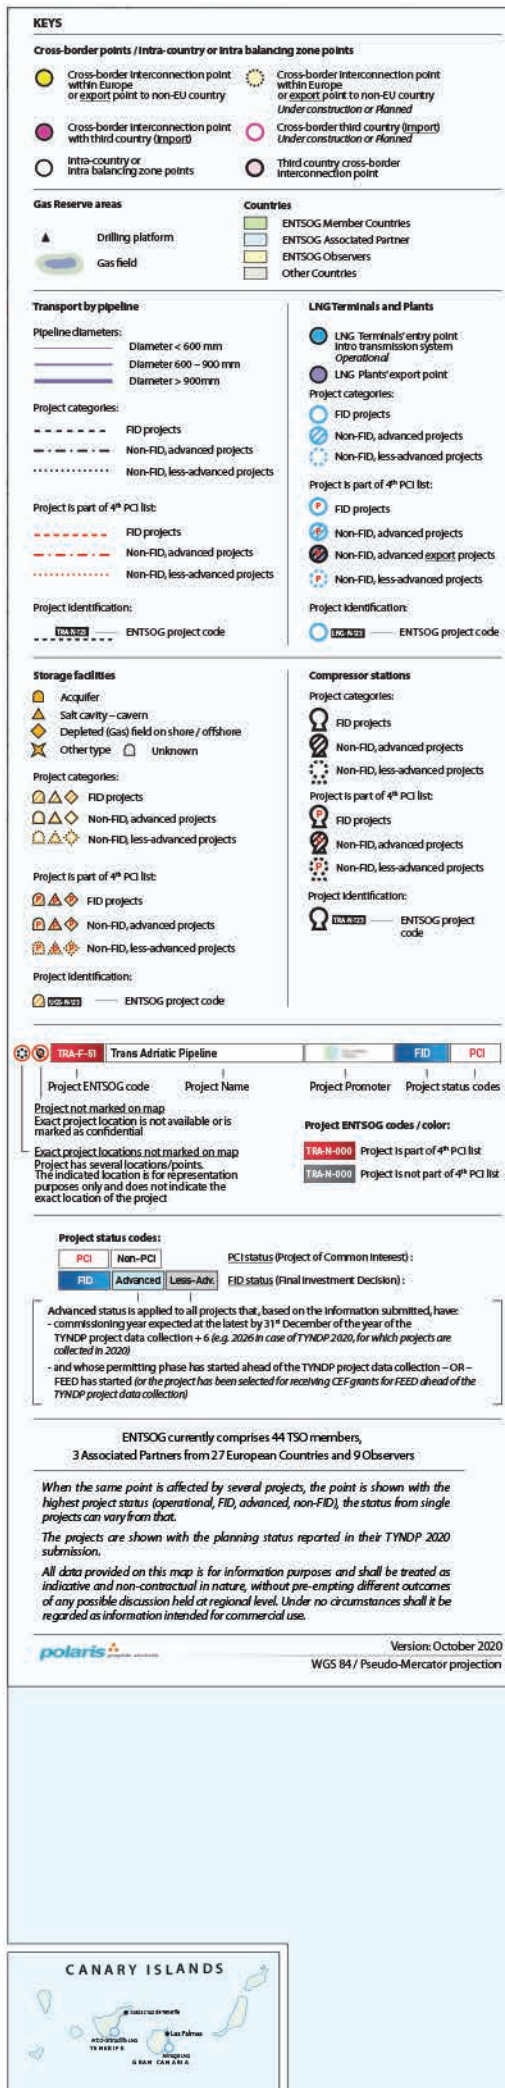 KEYS
Cross-border points / Intra-country or Intra balancing zone points
Cross-border Interconnection point
within Europe
or export point to non-EU country
Cross-border Interconnection point
within Europe
or export point to non-EU country
Under construction or Planned
Cross-border Interconnection point
with third country (Import)
Cross-border third country (Import)
Under construction or Planned
Intra-country or
Intra balancing zone points
Third country cross-border
Interconnection point
Gas Reserve areas
Drilling platform
Gas field
Countries
ENTSOG Member Countries
ENTSOG Associated Partner
ENTSOG Observers
Other Countries
Transport by pipeline
Pipeline diameters:
Diameter < 600 mm
Diameter 600 – 900 mm
Diameter > 900mm
Project categories:
FID projects
Non-FID, advanced projects
Non-FID, less-advanced projects
Project is part of 4th PCI list:
FID projects
Non-FID, advanced projects
Non-FID, less-advanced projects
Project Identification:
TRA-N-123
ENTSOG project code
LNG Terminals and Plants
LNG Terminals' entry point
Intro transmission system
Operational
LNG Plants' export point
Project categories:
FID projects
Non-FID, advanced projects
Non-FID, less-advanced projects
Project is part of 4th PCI list:
P FID projects
P Non-FID, advanced projects
P Non-FID, advanced export projects
P Non-FID, less-advanced projects
Project Identification:
LNG-N-123
ENTSOG project code
Storage facilities
Acquifer
Salt cavity – cavern
Depleted (Gas) field on shore / offshore
Other type Unknown
Project categories:
FID projects
Non-FID, advanced projects
Non-FID, less-advanced projects
Project is part of 4th PCI list:
P P P FID projects
P P P Non-FID, advanced projects
P P P Non-FID, less-advanced projects
Project Identification:
UGS-N-123
ENTSOG project code
Compressor stations
Project categories:
FID projects
Non-FID, advanced projects
Non-FID, less-advanced projects
Project is part of 4th PCI list:
P FID projects
P Non-FID, advanced projects
P Non-FID, less-advanced projects
Project Identification:
TRA-N-123
ENTSOG project
code
TRA-F-51 Trans Adriatic Pipeline FID PCI
Project ENTSOG code Project Name Project Promoter Project status codes
Project not marked on map
Exact project location is not available or is
marked as confidential
Exact project locations not marked on map
Project has several locations/points.
The indicated location is for representation
purposes only and does not indicate the
exact location of the project
Project ENTSOG codes / color:
TRA-N-000 Project is part of 4th PCI list
TRA-N-000 Project is not part of 4th PCI list
Project status codes:
PCI Non-PCI PCI status (Project of Common Interest) :
FID Advanced Less-Adv. FID status (Final Investment Decision) :
Advanced status is applied to all projects that, based on the information submitted, have:
- commissioning year expected at the latest by 31st December of the year of the
TYNDP project data collection + 6 (e.g. 2026 in case of TYNDP 2020, for which projects are
collected in 2020)
- and whose permitting phase has started ahead of the TYNDP project data collection – OR –
FEED has started (or the project has been selected for receiving CEF grants for FEED ahead of the
TYNDP project data collection)
ENTSOG currently comprises 44 TSO members,
3 Associated Partners from 27 European Countries and 9 Observers
When the same point is affected by several projects, the point is shown with the
highest project status (operational, FID, advanced, non-FID), the status from single
projects can vary from that.
The projects are shown with the planning status reported in their TYNDP 2020
submission.
All data provided on this map is for information purposes and shall be treated as
indicative and non-contractual in nature, without pre-empting different outcomes
of any possible discussion held at regional level. Under no circumstances shall it be
regarded as information intended for commercial use.
polaris
Version: October 2020
WGS 84 / Pseudo-Mercator projection
CANARY ISLANDS
Las Palmas
TENERIFE
GRAN CANARIA